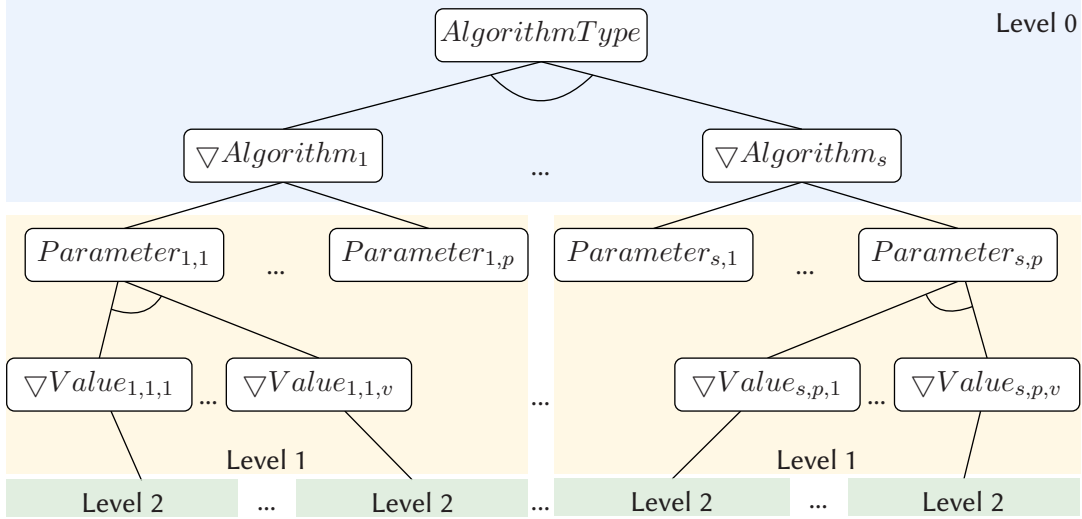 AlgorithmType
Level 0
▽Algorithm₁ ... ▽Algorithmₛ
Parameter₁,₁ ... Parameter₁,ₚ Parameterₛ,₁ ... Parameterₛ,ₚ
▽Value₁,₁,₁ ... ▽Value₁,₁,ᵥ ... ▽Valueₛ,ₚ,₁ ... ▽Valueₛ,ₚ,ᵥ
Level 1 Level 1
Level 2 ... Level 2 ... Level 2 ... Level 2